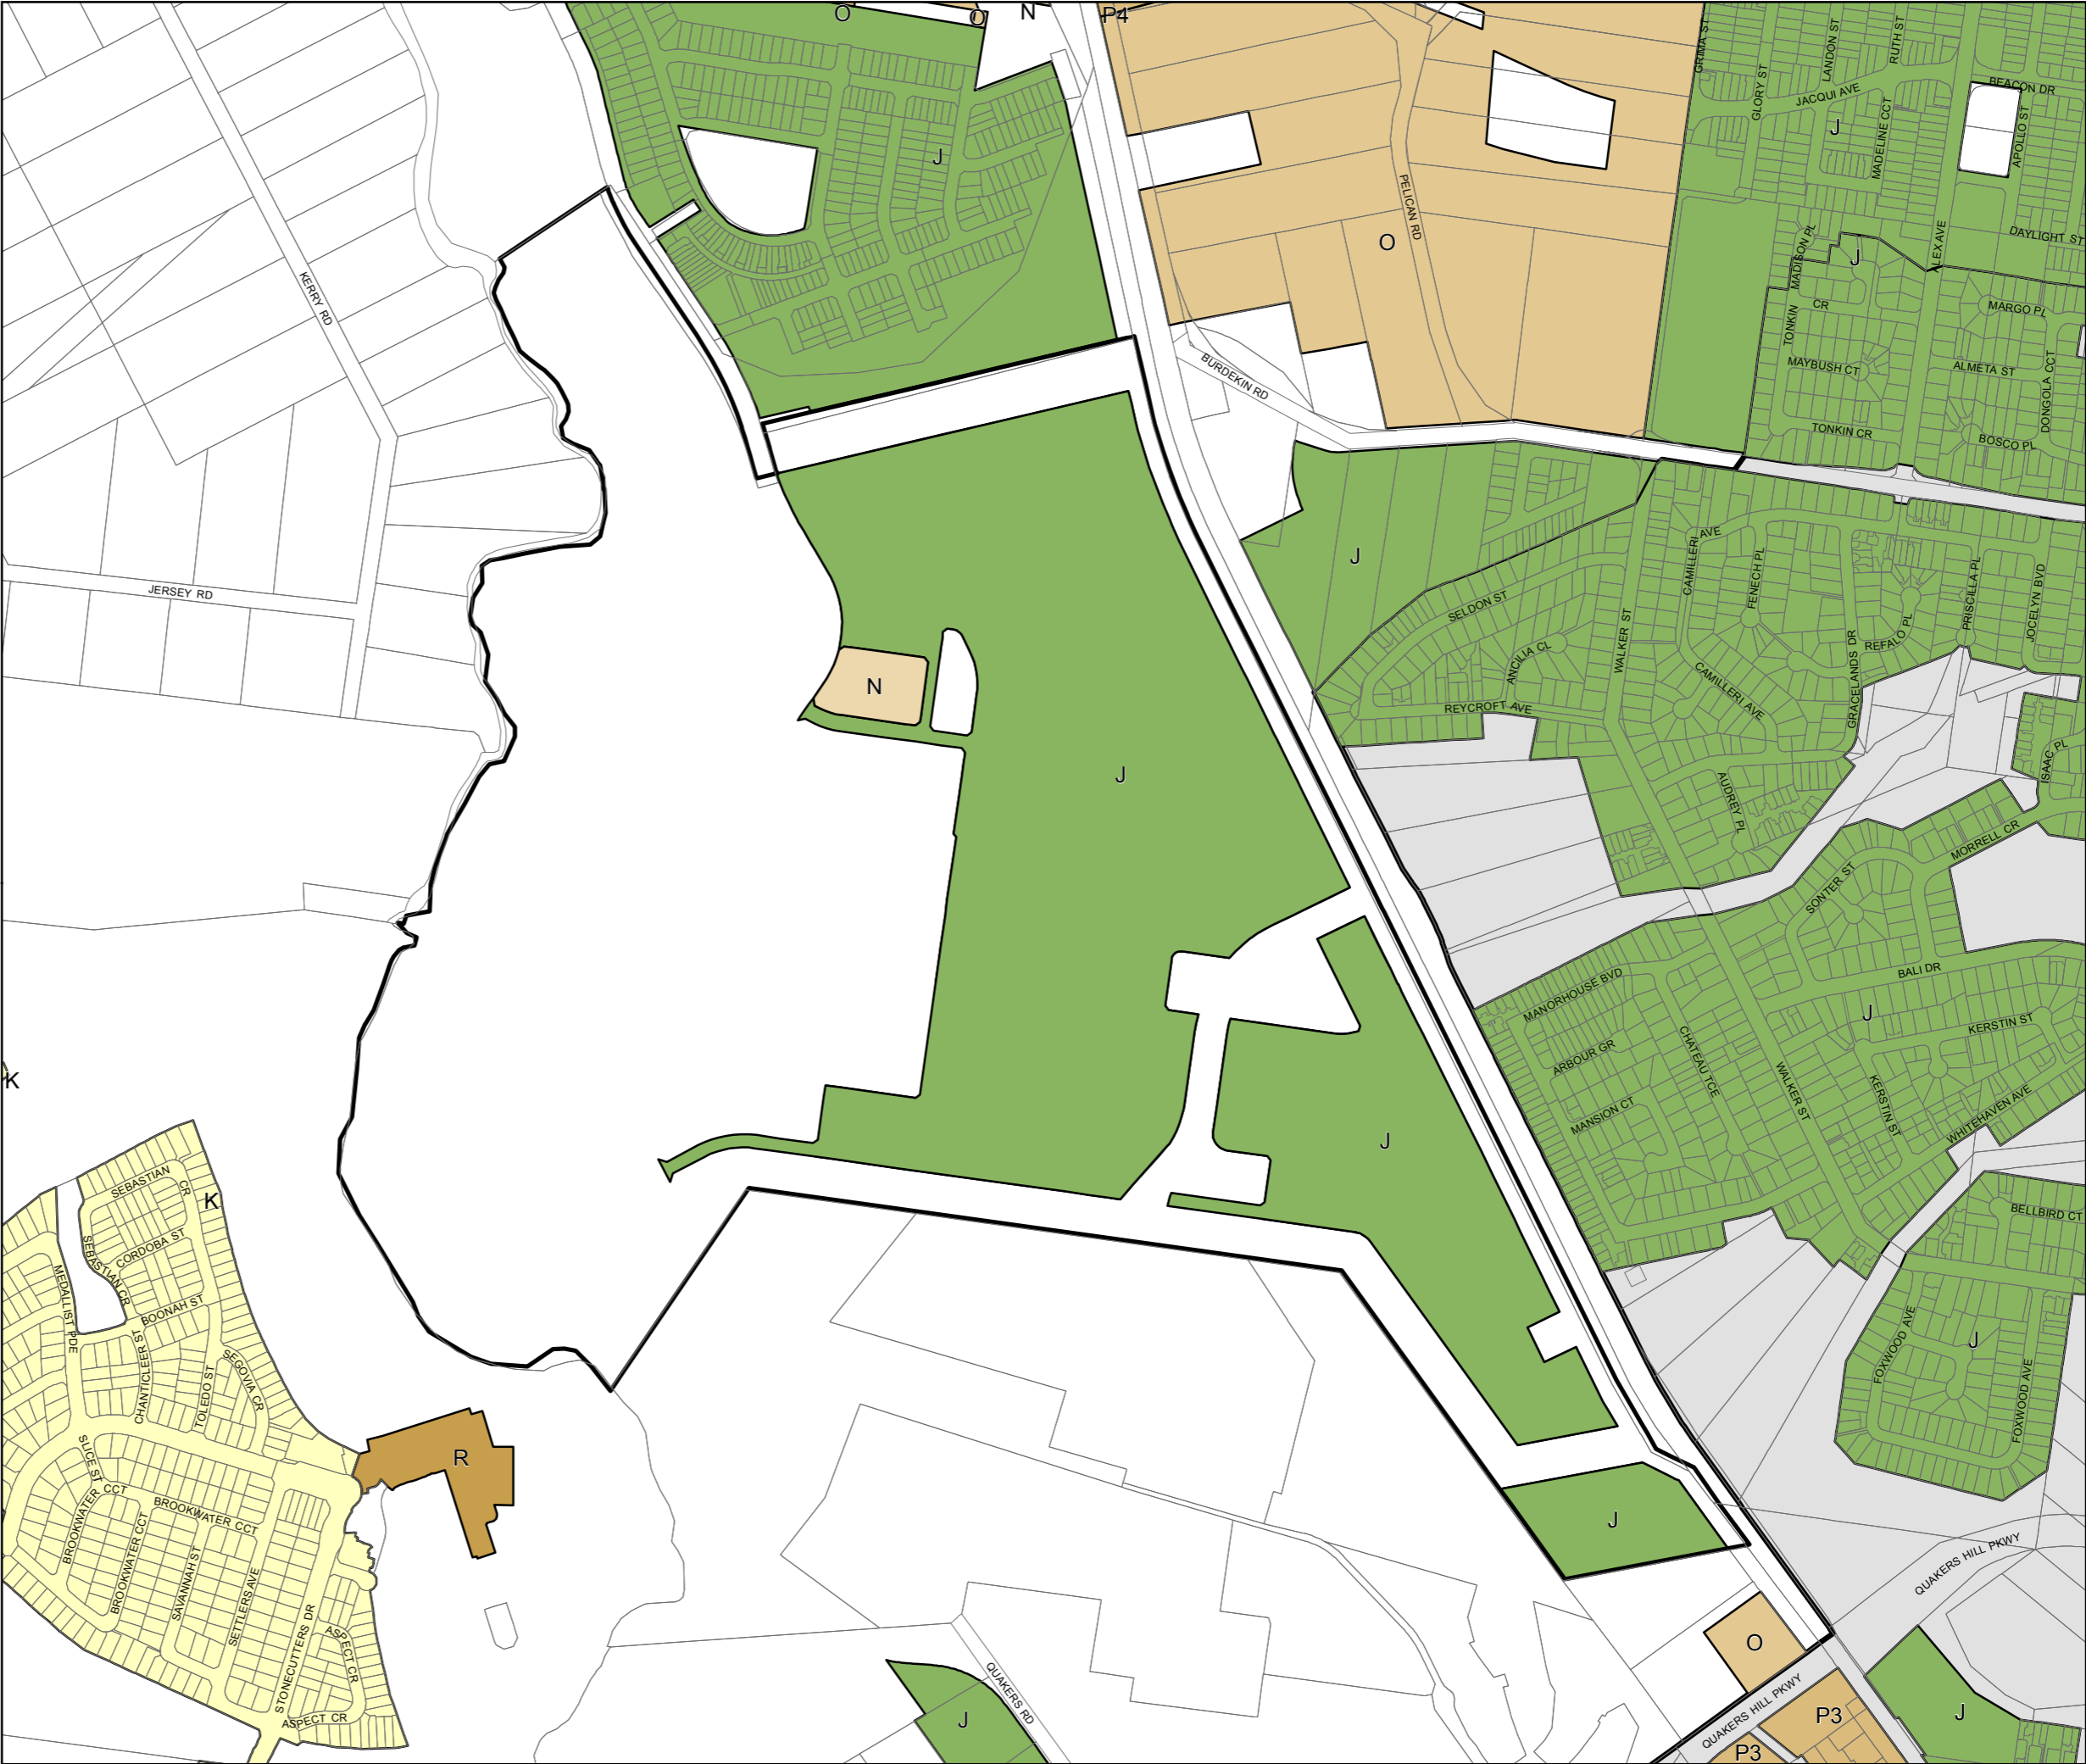 O
O
N
P4
GRIMA ST
LANDON ST
RUTH ST
GLORY ST
JACQUI AVE
BEACON DR
J
MADELINE CCT
APOLLO ST
J
PELICAN RD
O
MADISON PL
J
ALEX AVE
DAYLIGHT ST
KERRY RD
TONKIN
CR
MARGO PL
BURDEKIN RD
MAYBUSH CT
ALMETA ST
DONGOLA CCT
TONKIN CR
BOSCO PL
J
CAMILLERI
AVE
FENECH PL
PRISCILLA PL
JOCELYN BVD
JERSEY RD
SELDON ST
WALKER ST
ANCILIA CL
REFALO PL
GRACELANDS DR
CAMILLERI AVE
N
REYCROFT AVE
J
AUDREY PL
ISAAC PL
MORRELL CR
SONTER ST
BALI DR
MANORHOUSE BVD
J
KERSTIN ST
ARBOUR GR
CHATEAU TCE
WALKER ST
KERSTIN ST
K
MANSION CT
WHITEHAVEN AVE
J
SEBASTIAN
CR
K
BELLBIRD CT
CORDOBA ST
SEBASTIAN CR
MEDALLIST PDE
BOONAH ST
CHANTICLEER ST
TOLEDO ST
SEGOVIA CR
FOXWOOD AVE
J
FOXWOOD AVE
SLICE ST
R
BROOKWATER CCT
BROOKWATER CCT
BROOKWATER CCT
SAVANNAH ST
SETTLERS AVE
J
QUAKERS HILL PKWY
STONECUTTERS DR
ASPECT CR
O
QUAKERS RD
QUAKERS HILL PKWY
ASPECT CR
J
P3
J
P3